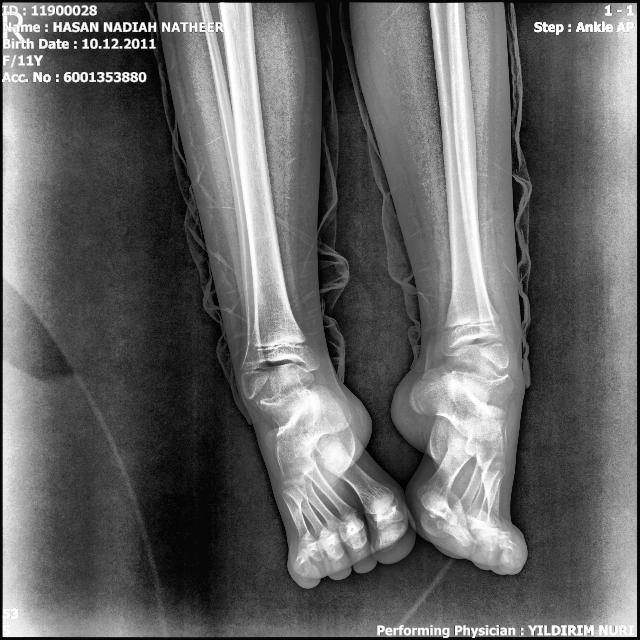 ID : 11900028
Name : HASAN NADIAH NATHEER
Birth Date : 10.12.2011
F/11Y
Acc. No : 6001353880
1 - 1
Step : Ankle AP
R
53
Performing Physician : YILDIRIM NURI